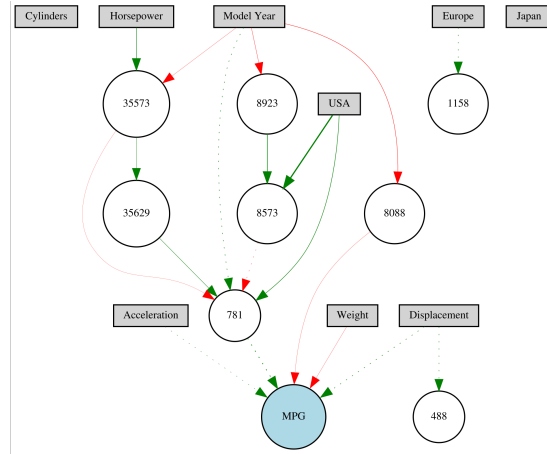 Cylinders
Horsepower
Model Year
Europe
Japan
35573
8923
USA
1158
35629
8573
8088
Acceleration
781
Weight
Displacement
MPG
488